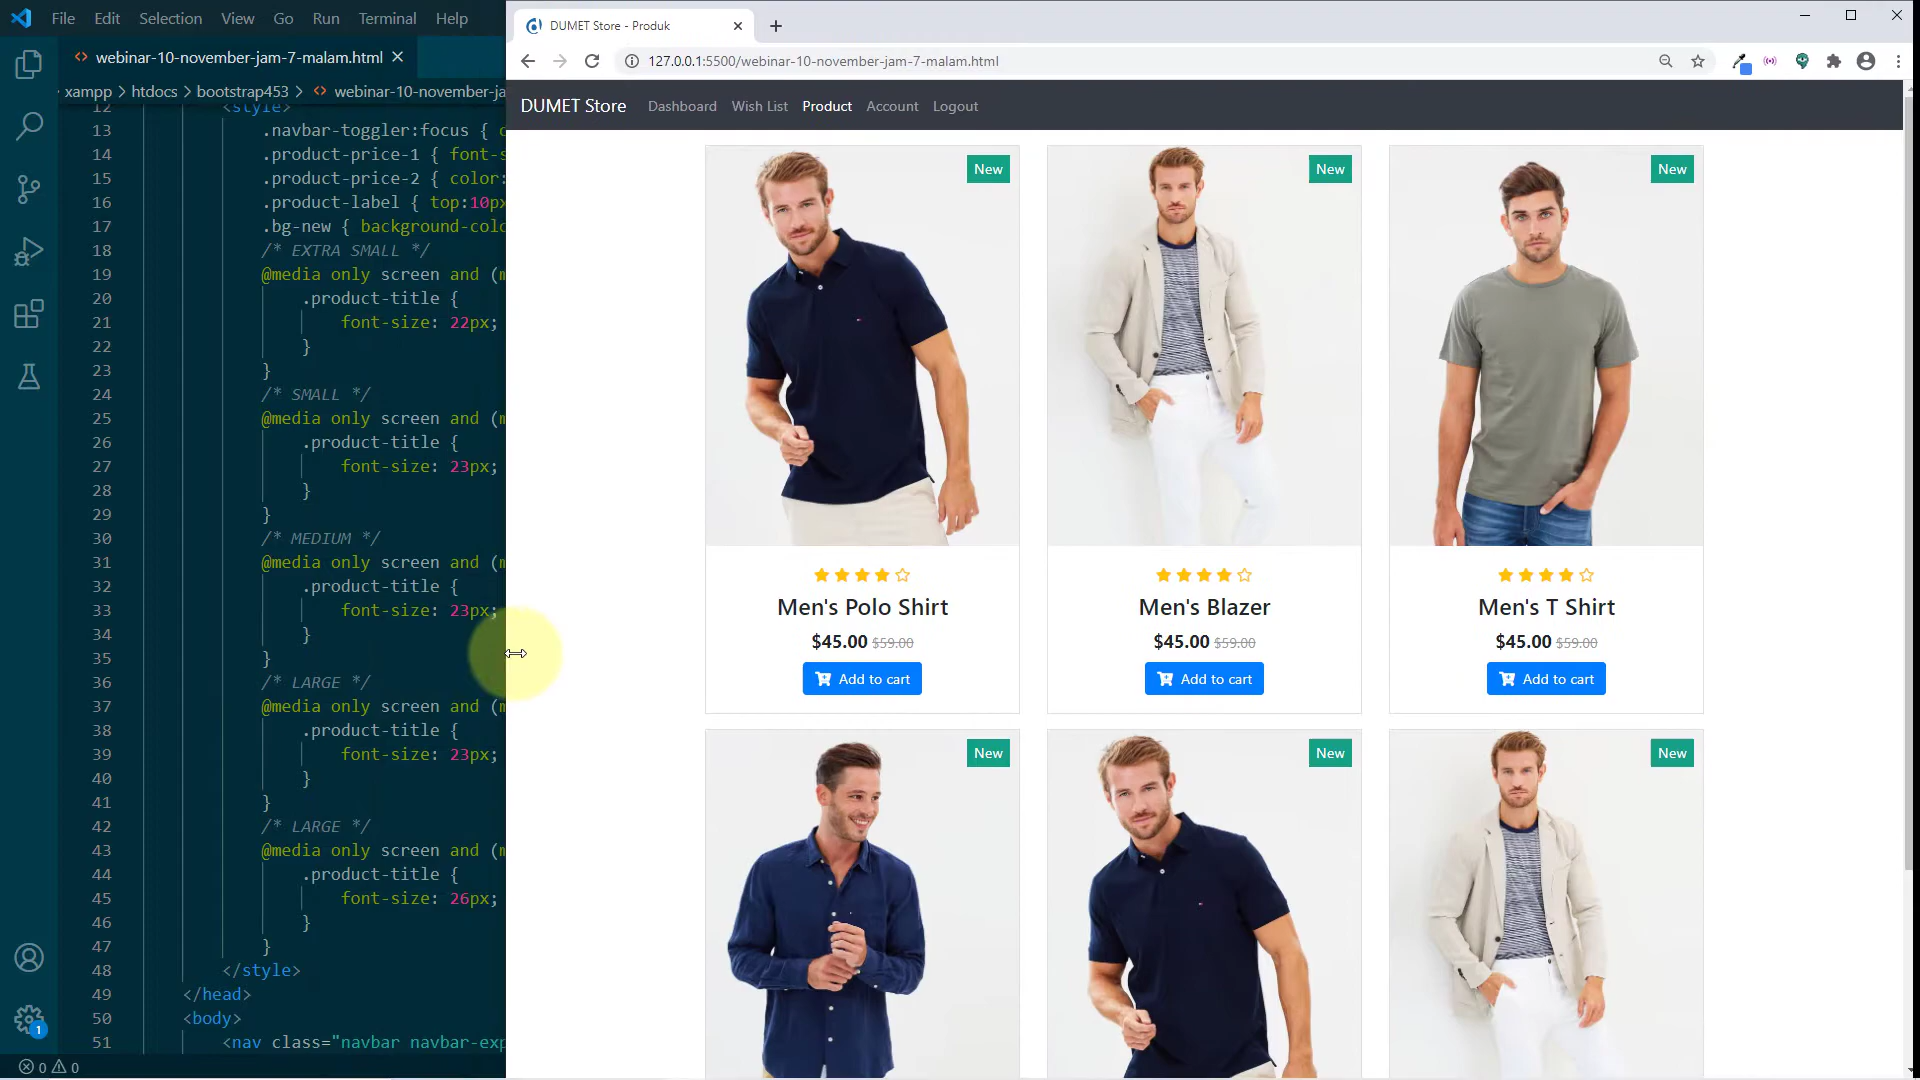 File Edit Selection View Go Run Terminal Help
webinar-10-november-jam-7-malam.html
xampp > htdocs > bootstrap453 > webinar-10-november-ja
12 <style>
13 .navbar-toggler:focus {
14 .product-price-1 { font-s
15 .product-price-2 { color:
16 .product-label { top:10px
17 .bg-new { background-colo
18 /* EXTRA SMALL */
19 @media only screen and (m
20 .product-title {
21 font-size: 22px;
22 }
23 }
24 /* SMALL */
25 @media only screen and (m
26 .product-title {
27 font-size: 23px;
28 }
29 }
30 /* MEDIUM */
31 @media only screen and (m
32 .product-title {
33 font-size: 23px;
34 }
35 }
36 /* LARGE */
37 @media only screen and (m
38 .product-title {
39 font-size: 23px;
40 }
41 }
42 /* LARGE */
43 @media only screen and (m
44 .product-title {
45 font-size: 26px;
46 }
47 }
48 </style>
49 </head>
50 <body>
51 <nav class="navbar navbar-exp
1
0 0
DUMET Store - Produk
127.0.0.1:5500/webinar-10-november-jam-7-malam.html
DUMET Store Dashboard Wish List Product Account Logout
New New New
Men's Polo Shirt Men's Blazer Men's T Shirt
$45.00 $59.00 $45.00 $59.00 $45.00 $59.00
Add to cart Add to cart Add to cart
New New New